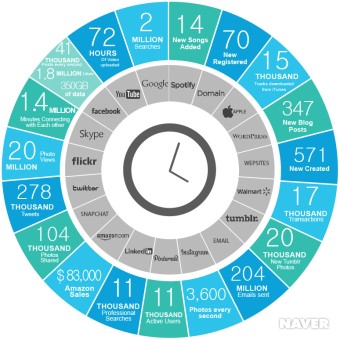 2
MILLION
Searches
14
New Songs
Added
70
New
Registered
15
THOUSAND
Tracks downloaded
from iTunes
347
New Blog
Posts
571
New Created
17
THOUSAND
Transactions
20
THOUSAND
New Tumblr
Photos
204
MILLION
Emails sent
3,600
Photos every
second
11
THOUSAND
Active Users
11
THOUSAND
Professional
Searches
$ 83,000
Amazon
Sales
104
THOUSAND
Photos
Shared
278
THOUSAND
Tweets
20
MILLION
Photo
Views
1.4 MILLION
Minutes Connecting
with Each other
1.8 MILLION
350GB
of data
41
THOUSAND
Posts every second
72
HOURS
Of Video
uploaded
Google
Spotify
Domain
APPLE
WORDPRESS
WEPSITES
Walmart
tumblr.
EMAIL
Instagram
Pinterest
LinkedIn
amazon.com
SNAPCHAT
twitter
flickr
Skype
facebook
YouTube
NAVER